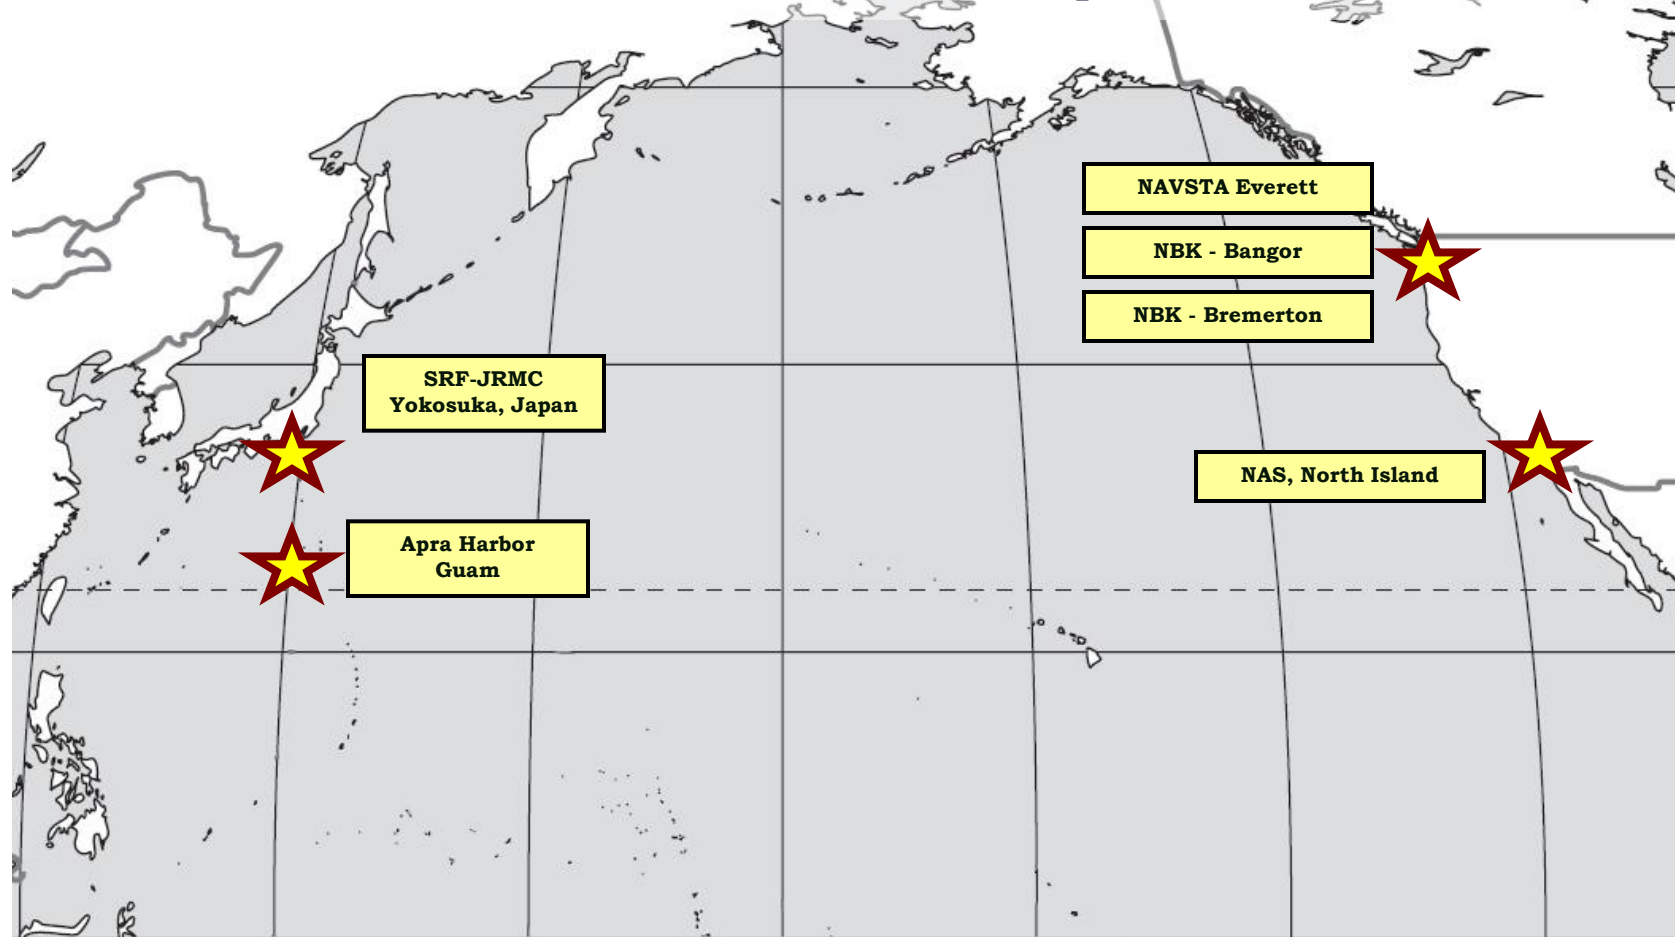 NAVSTA Everett
NBK - Bangor
NBK - Bremerton
SRF-JRMC
Yokosuka, Japan
NAS, North Island
Apra Harbor
Guam